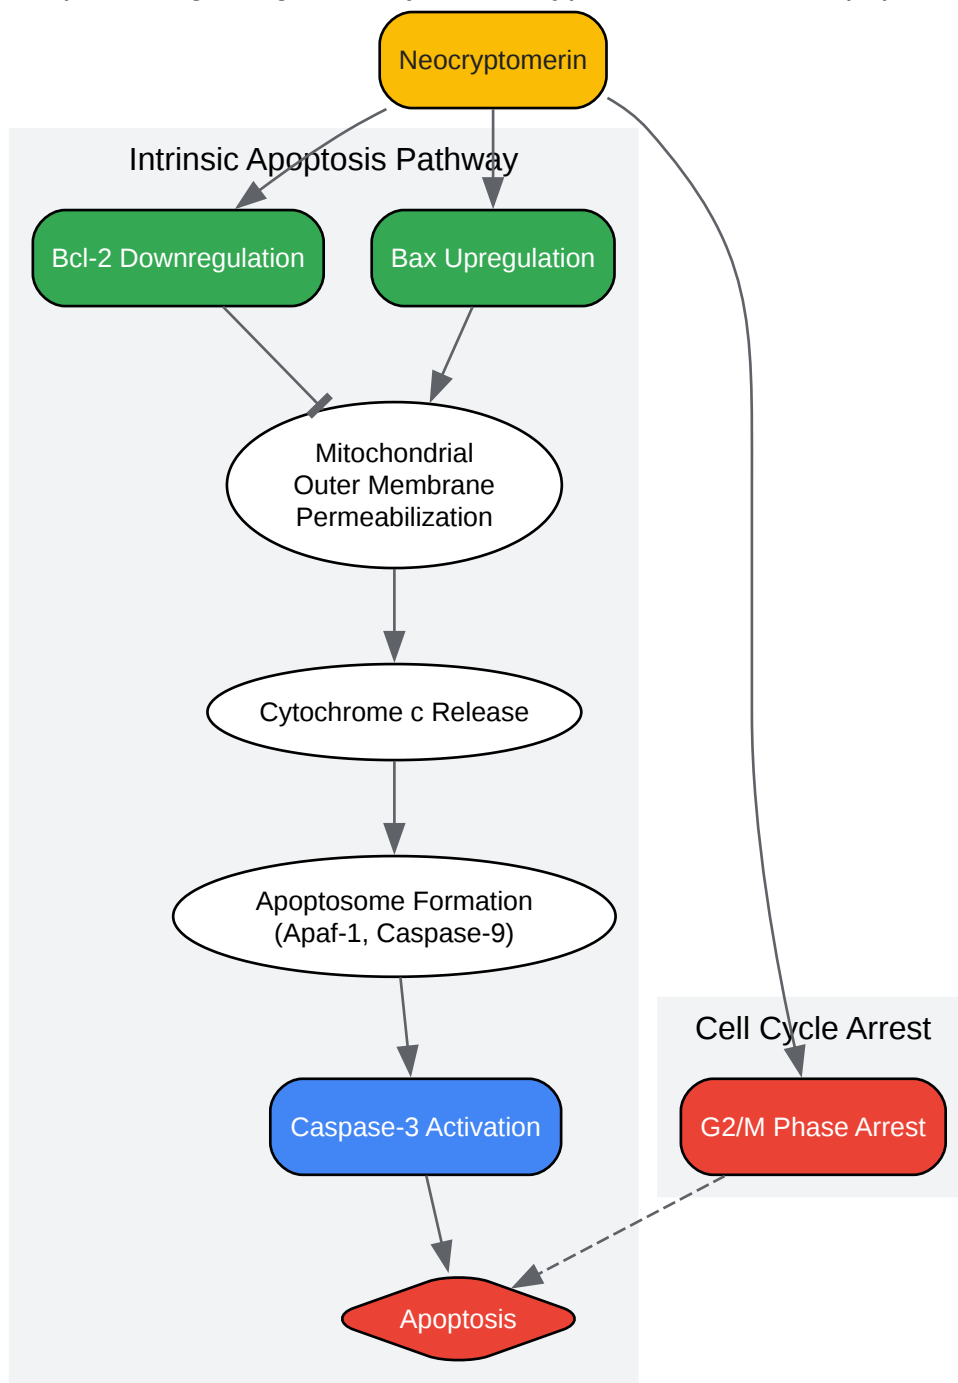 Neocryptomerin
Intrinsic Apoptosis Pathway
Bcl-2 Downregulation
Bax Upregulation
Mitochondrial
Outer Membrane
Permeabilization
Cytochrome c Release
Apoptosome Formation
(Apaf-1, Caspase-9)
Cell Cycle Arrest
Caspase-3 Activation
G2/M Phase Arrest
Apoptosis